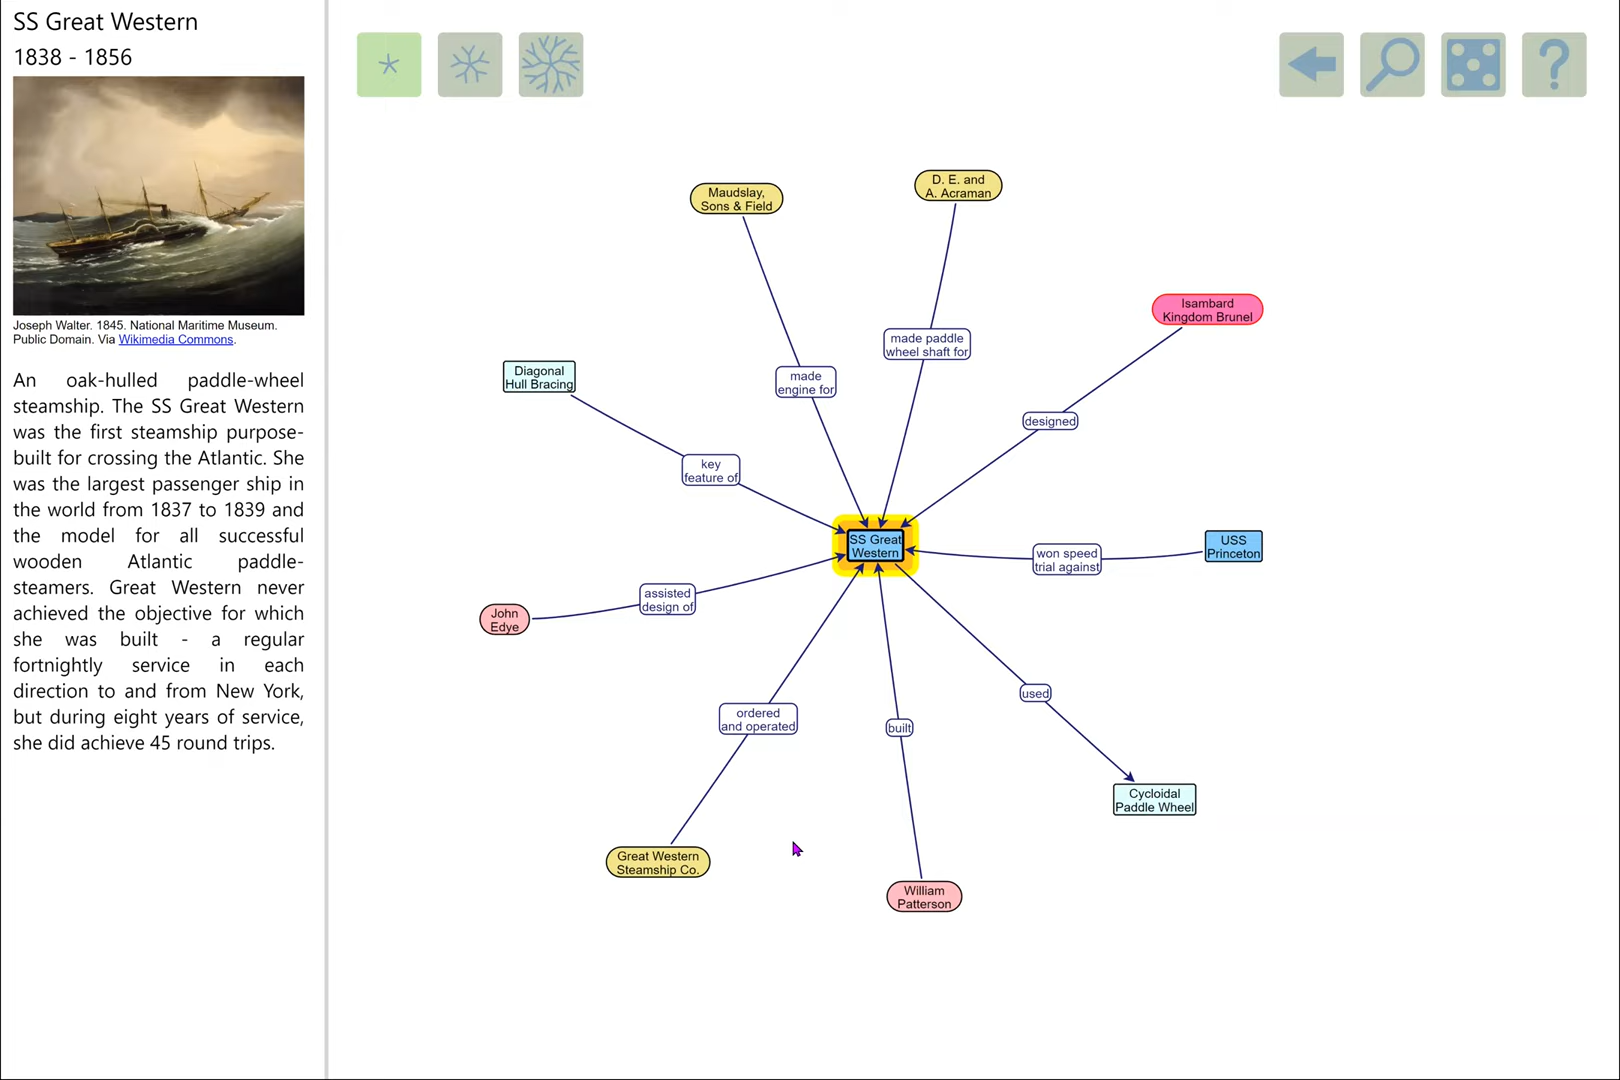 SS Great Western
1838 - 1856
Joseph Walter. 1845. National Maritime Museum.
Public Domain. Via Wikimedia Commons.
An oak-hulled paddle-wheel
steamship. The SS Great Western
was the first steamship purpose-
built for crossing the Atlantic. She
was the largest passenger ship in
the world from 1837 to 1839 and
the model for all successful
wooden Atlantic paddle-
steamers. Great Western never
achieved the objective for which
she was built - a regular
fortnightly service in each
direction to and from New York,
but during eight years of service,
she did achieve 45 round trips.
?
Maudslay,
Sons & Field
D. E. and
A. Acraman
Isambard
Kingdom Brunel
made paddle
wheel shaft for
Diagonal
Hull Bracing
made
engine for
designed
key
feature of
SS Great
Western
won speed
trial against
USS
Princeton
assisted
design of
John
Edye
used
ordered
and operated
built
Cycloidal
Paddle Wheel
Great Western
Steamship Co.
William
Patterson